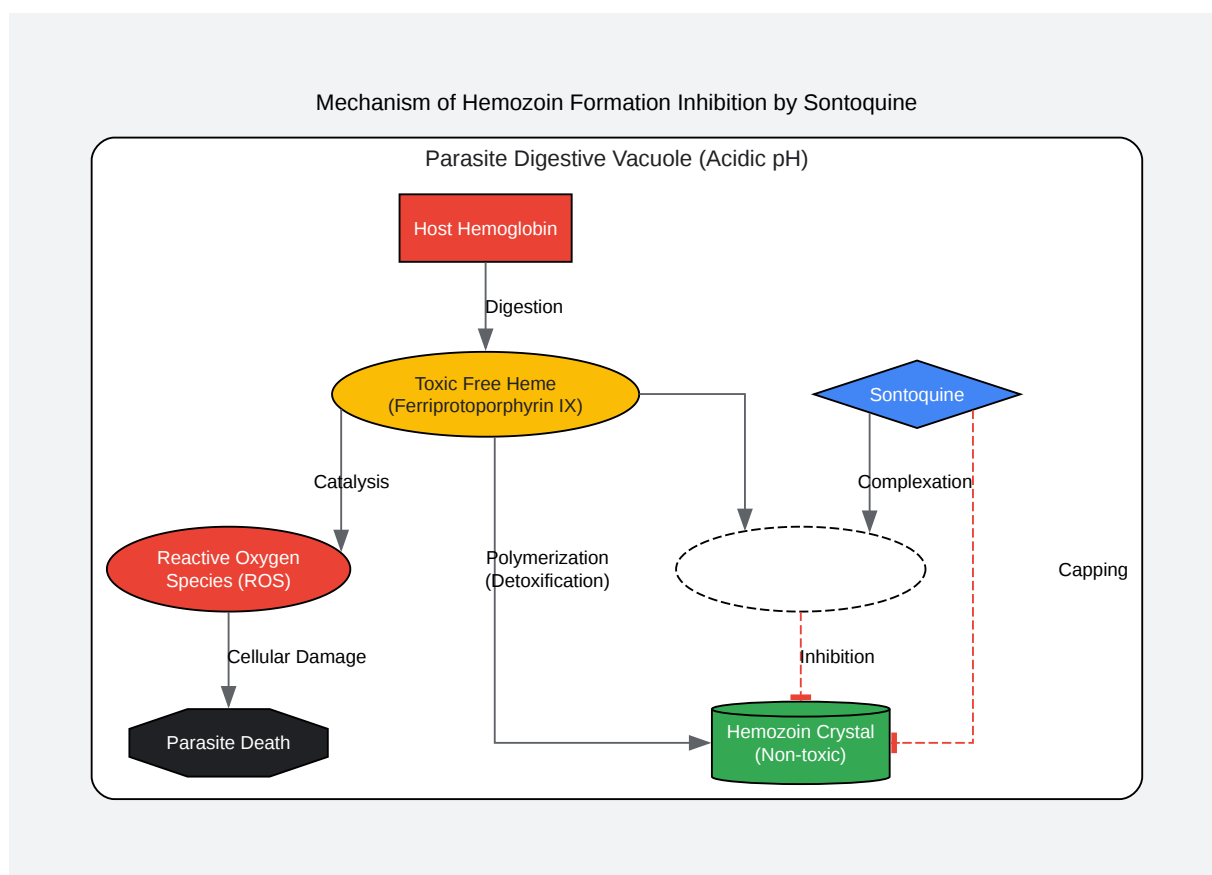 Mechanism of Hemozoin Formation Inhibition by Sontoquine
Parasite Digestive Vacuole (Acidic pH)
Host Hemoglobin
Digestion
Toxic Free Heme
(Ferriprotoporphyrin IX)
Sontoquine
Catalysis
Complexation
Reactive Oxygen
Species (ROS)
Polymerization
(Detoxification)
Capping
Cellular Damage
Inhibition
Parasite Death
Hemozoin Crystal
(Non-toxic)